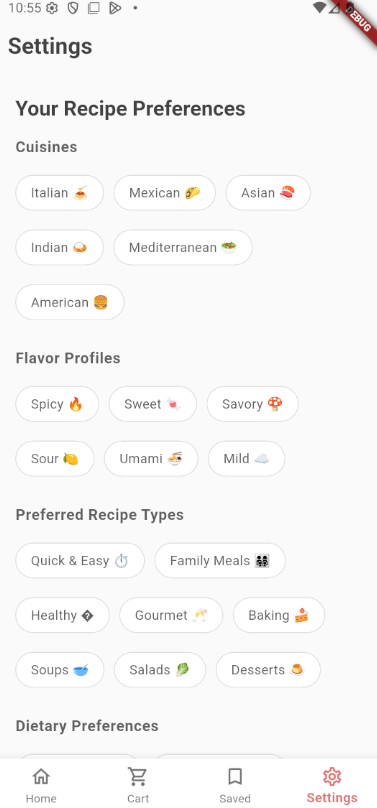 10:55
DEBUG
Settings
Your Recipe Preferences
Cuisines
Italian 🍝 Mexican 🌮 Asian 🍣
Indian 🍛 Mediterranean 🥗
American 🍔
Flavor Profiles
Spicy 🔥 Sweet 🍬 Savory 🍄
Sour 🍋 Umami 🍜 Mild ☁️
Preferred Recipe Types
Quick & Easy ⏱️ Family Meals 👨‍👩‍👧‍👦
Healthy � Gourmet 🥂 Baking 🍰
Soups 🥣 Salads 🥬 Desserts 🍮
Dietary Preferences
Home Cart Saved Settings